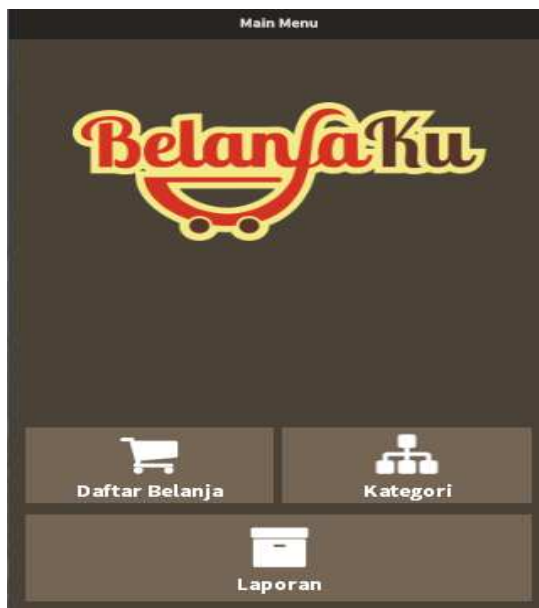 Main Menu
BelanjaKu
Daftar Belanja
Kategori
Laporan